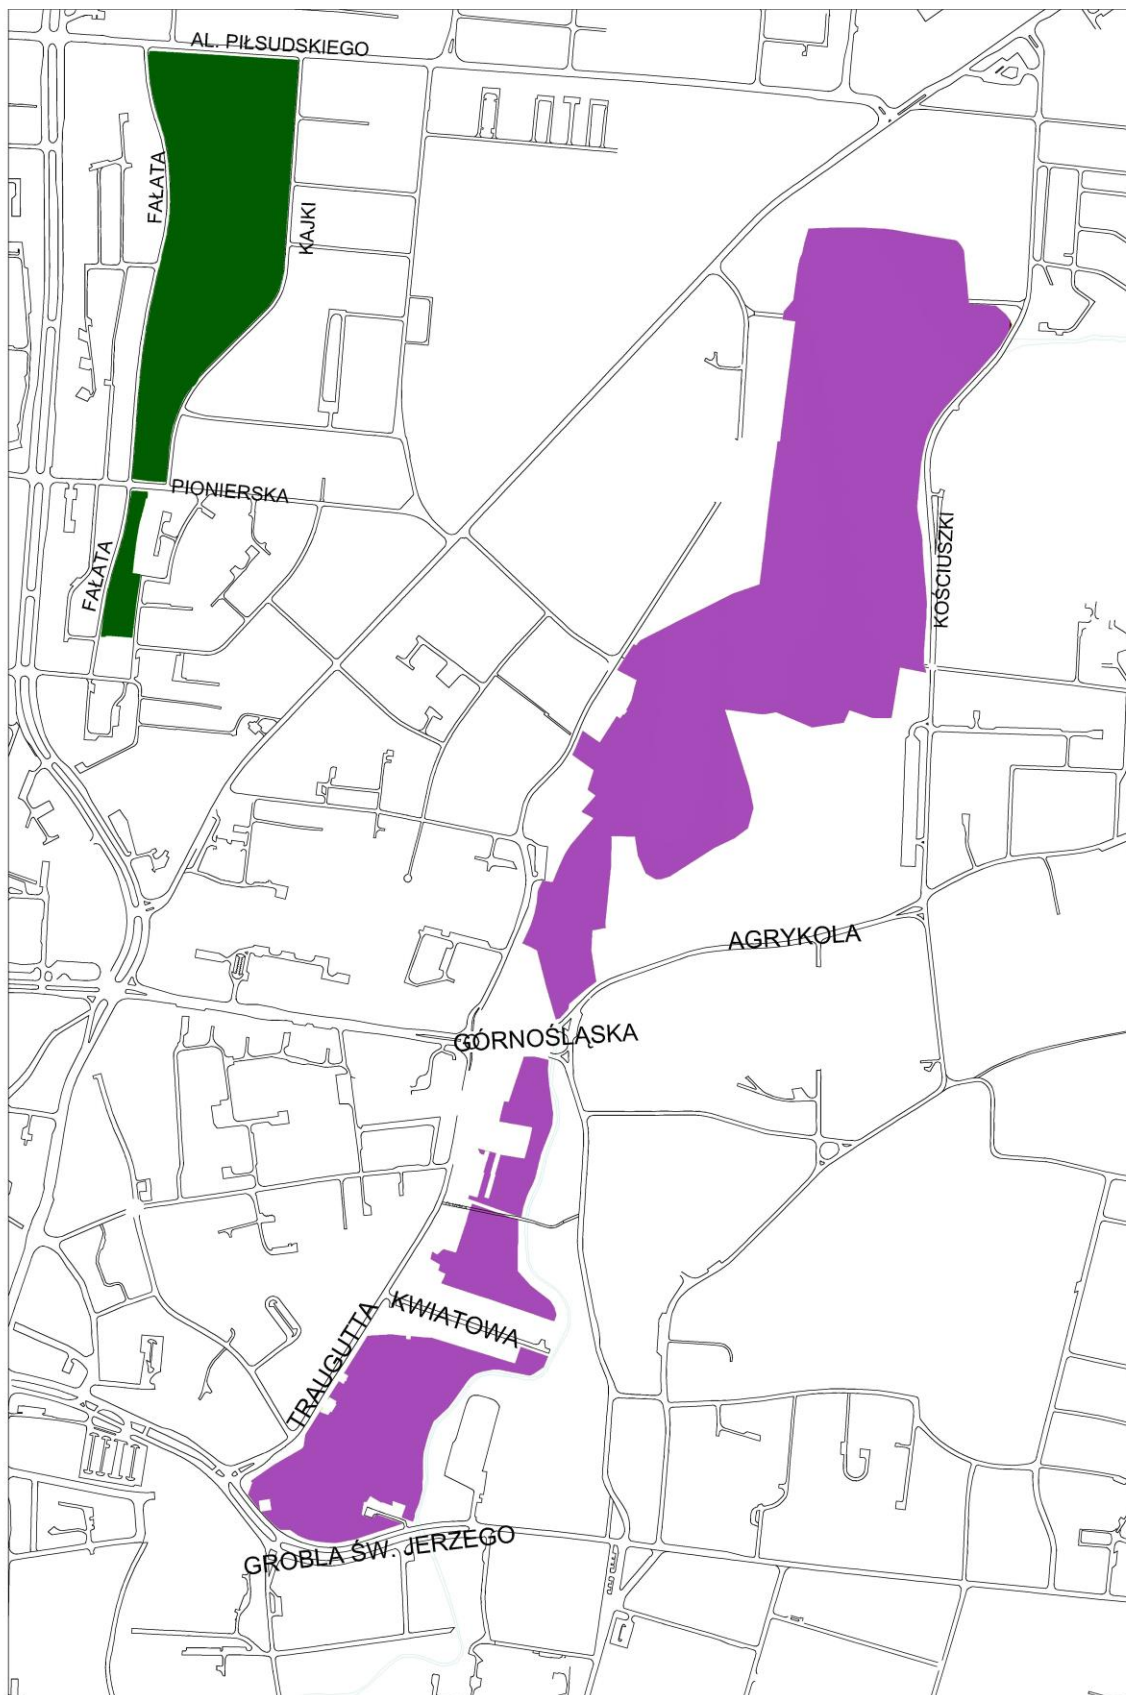 AL. PIŁSUDSKIEGO
FAŁATA
KAJKI
PIONIERSKA
FAŁATA
KOŚCIUSZKI
AGRYKOLA
GÓRNOŚLĄSKA
KWIATOWA
TRAUGUTTA
GROBLA ŚW. JERZEGO